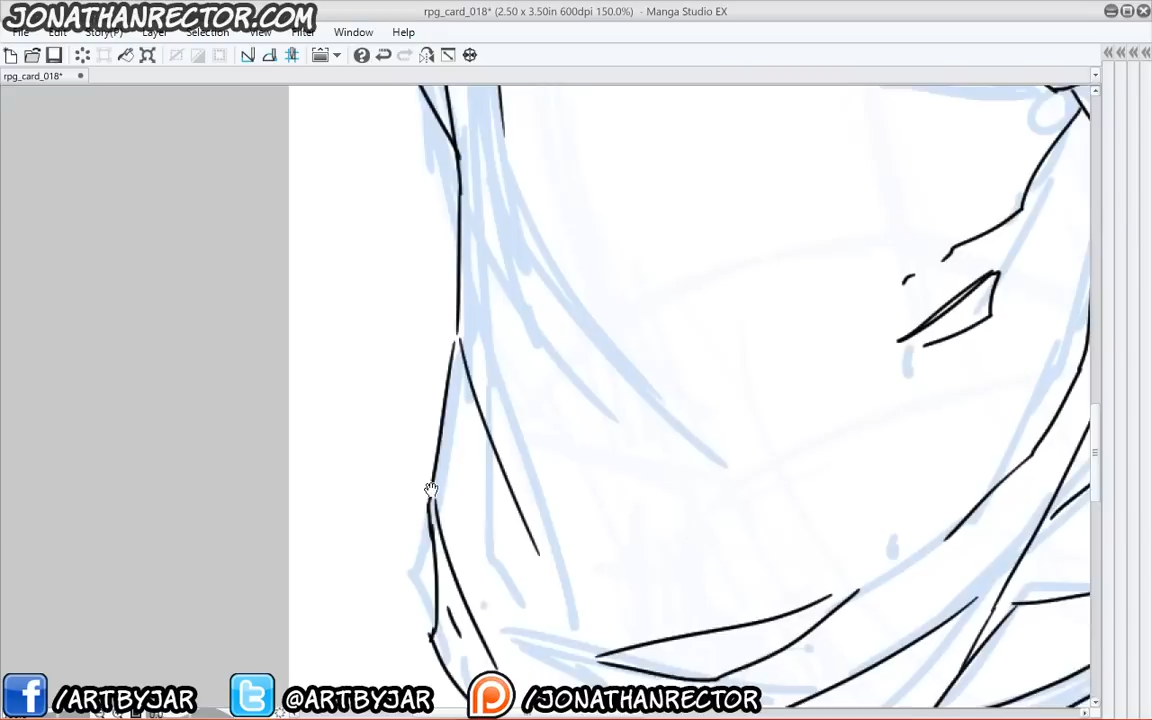 JONATHANRECTOR.COM
rpg_card_018* (2.50 x 3.50in 600dpi 150.0%) - Manga Studio EX
File Edit Story(P) Layer Selection View Filter Window Help
rpg_card_018*
/ARTBYJAR @ARTBYJAR /JONATHANRECTOR